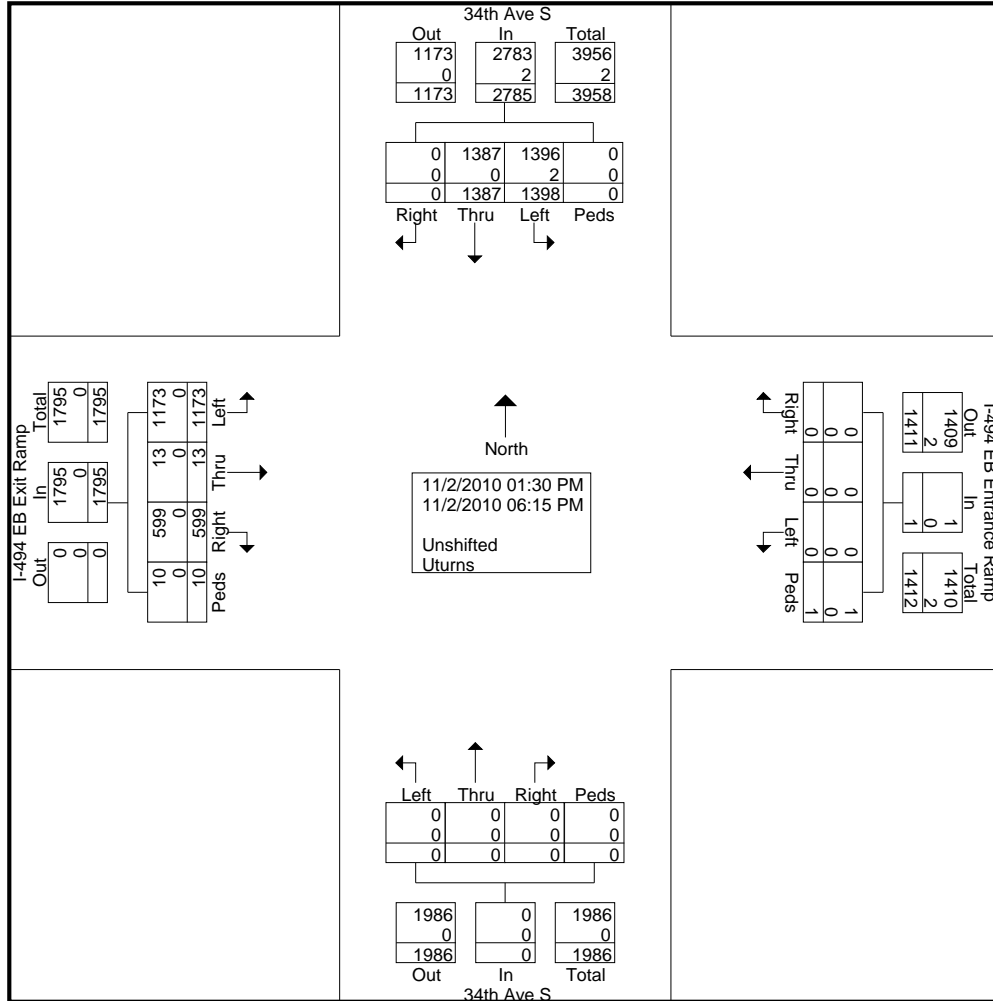 34th Ave S
Out In Total
1173 2783 3956
0 2 2
1173 2785 3958
0 1387 1396 0
0 0 2 0
0 1387 1398 0
Right Thru Left Peds
I-494 EB Exit Ramp
Total In Out
1795 1795 0
0 0 0
1795 1795 0
1173 13 599 10
0 0 0 0
1173 13 599 10
Left Thru Right Peds
North
11/2/2010 01:30 PM
11/2/2010 06:15 PM
Unshifted
Uturns
I-494 EB Entrance Ramp
Out In Total
1409 1 1410
2 0 2
1411 1 1412
0 0 0 1
0 0 0 0
0 0 0 1
Right Thru Left Peds
Left Thru Right Peds
0 0 0 0
0 0 0 0
0 0 0 0
1986 0 1986
0 0 0
1986 0 1986
Out In Total
34th Ave S